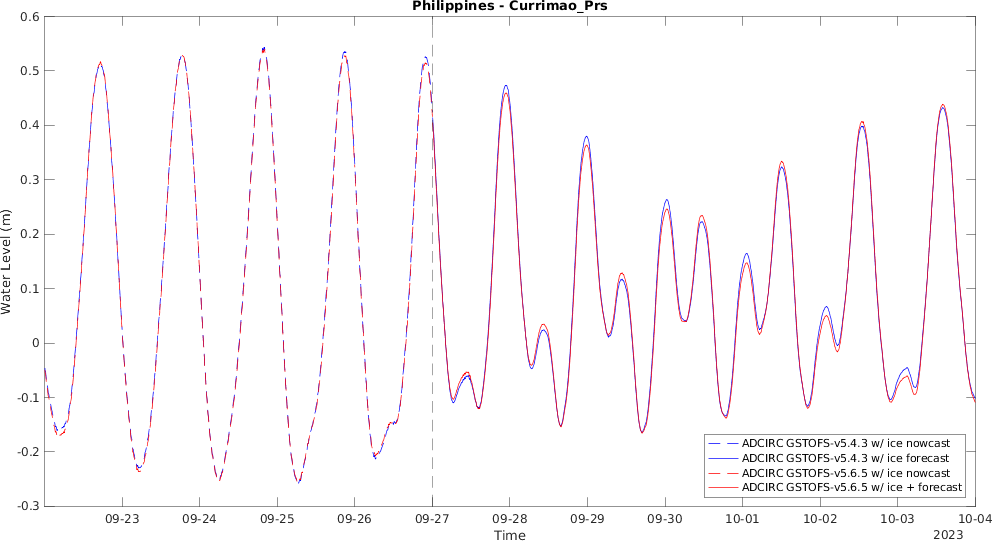 Philippines - Currimao_Prs
0.6
0.5
0.4
0.3
0.2
0.1
0
-0.1
-0.2
-0.3
Water Level (m)
ADCIRC GSTOFS-v5.4.3 w/ ice nowcast
ADCIRC GSTOFS-v5.4.3 w/ ice forecast
ADCIRC GSTOFS-v5.6.5 w/ ice nowcast
ADCIRC GSTOFS-v5.6.5 w/ ice + forecast
09-23 09-24 09-25 09-26 09-27 09-28 09-29 09-30 10-01 10-02 10-03 10-04
Time
2023